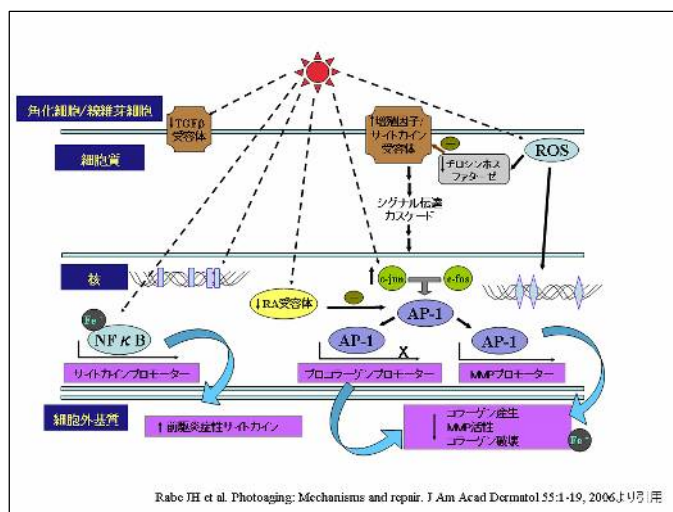 角化細胞/線維芽細胞
↓TGFβ
受容体
↑増殖因子/
サイトカイン
受容体
−
ROS
細胞質
↓チロシンホス
ファターゼ
シグナル伝達
カスケード
核
↑
c-jun
c-fos
↓RA受容体
−
AP-1
Fe
NFκB
AP-1
X
AP-1
サイトカインプロモーター
プロコラーゲンプロモーター
MMPプロモーター
細胞外基質
↑前駆炎症性サイトカイン
↓
コラーゲン産生
MMP活性
コラーゲン破壊
Fe
Rabe JH et al. Photoaging: Mechanisms and repair. J Am Acad Dermatol 55:1-19, 2006より引用